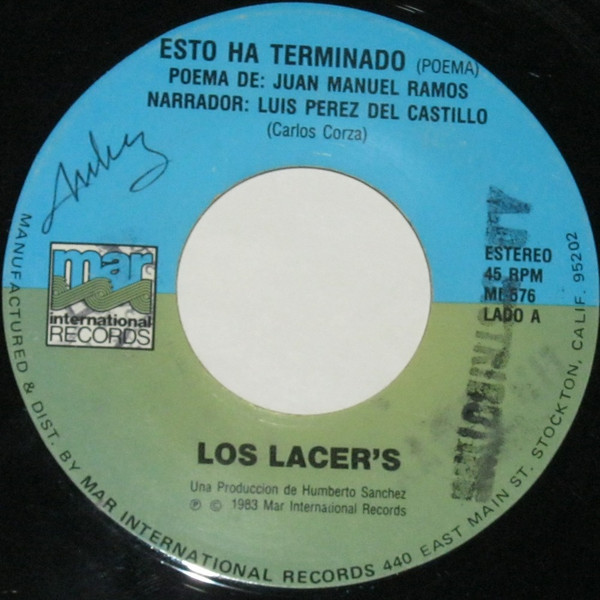 ESTO HA TERMINADO (POEMA)
POEMA DE: JUAN MANUEL RAMOS
NARRADOR: LUIS PEREZ DEL CASTILLO
(Carlos Corza)
mar
international
RECORDS
ESTEREO
45 RPM
MI-576
LADO A
LOS LACER'S
Una Produccion de Humberto Sanchez
℗ © 1983 Mar International Records
MANUFACTURED & DIST. BY MAR INTERNATIONAL RECORDS 440 EAST MAIN ST. STOCKTON, CALIF. 95202